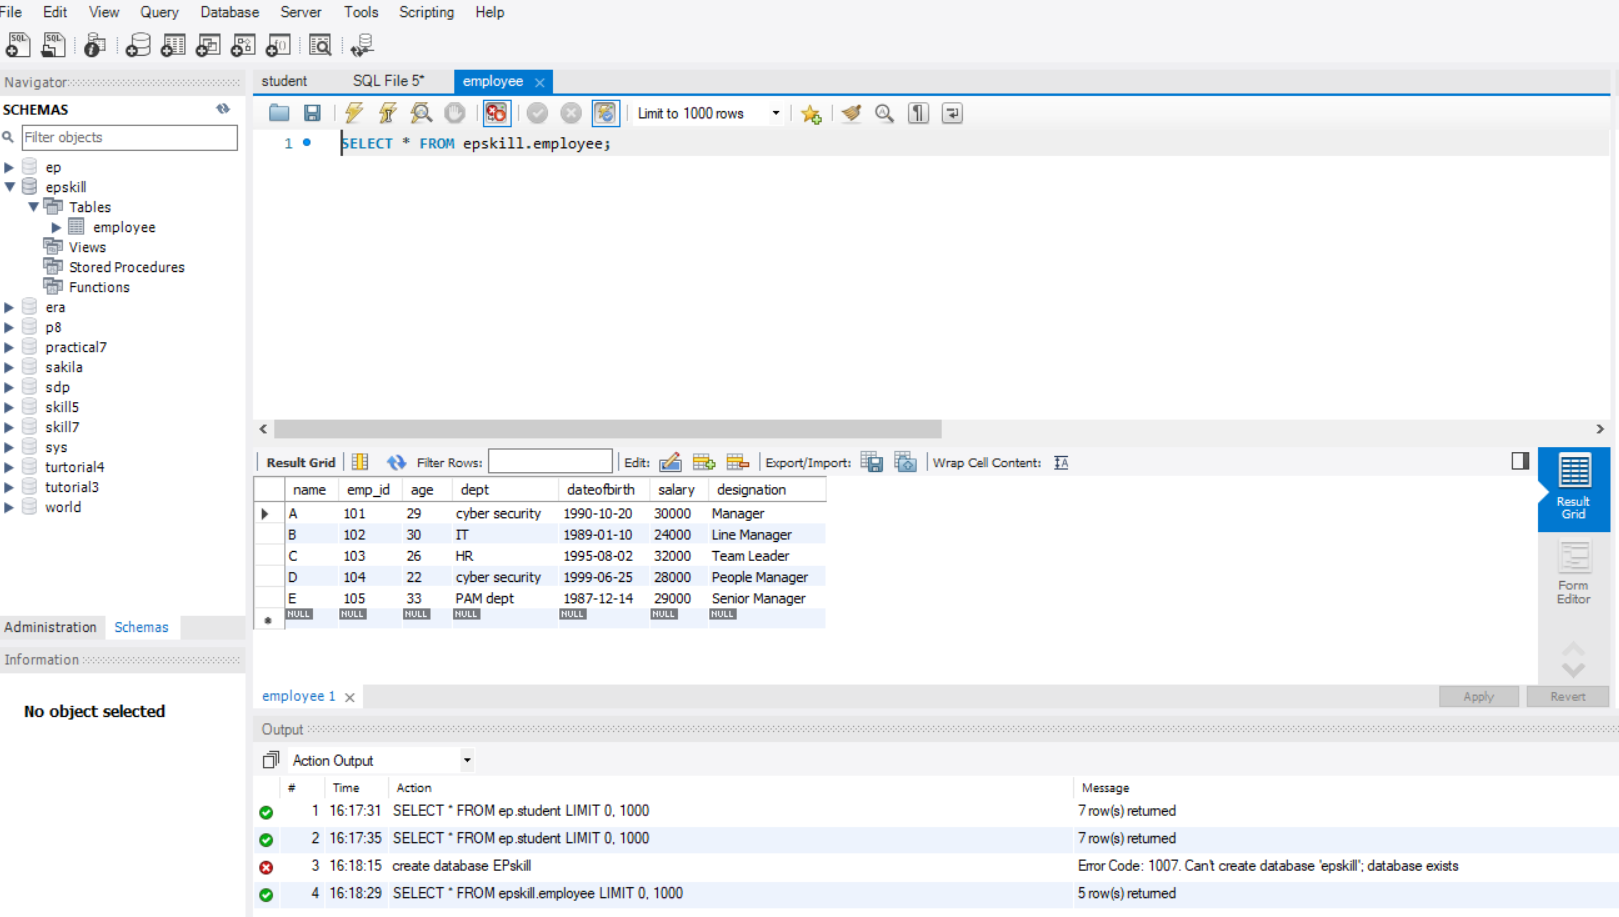 File Edit View Query Database Server Tools Scripting Help
SQL SQL
Navigator
student SQL File 5* employee
SCHEMAS
Limit to 1000 rows
Filter objects
1 SELECT * FROM epskill.employee;
ep
epskill
Tables
employee
Views
Stored Procedures
Functions
era
p8
practical7
sakila
sdp
skill5
skill7
sys
turtorial4
tutorial3
world
Result Grid Filter Rows: Edit: Export/Import: Wrap Cell Content:
name emp_id age dept dateofbirth salary designation
A 101 29 cyber security 1990-10-20 30000 Manager
B 102 30 IT 1989-01-10 24000 Line Manager
C 103 26 HR 1995-08-02 32000 Team Leader
D 104 22 cyber security 1999-06-25 28000 People Manager
E 105 33 PAM dept 1987-12-14 29000 Senior Manager
NULL NULL NULL NULL NULL NULL NULL
Result
Grid
Form
Editor
Administration Schemas
Information
No object selected
employee 1
Apply Revert
Output
Action Output
# Time Action Message
1 16:17:31 SELECT * FROM ep.student LIMIT 0, 1000 7 row(s) returned
2 16:17:35 SELECT * FROM ep.student LIMIT 0, 1000 7 row(s) returned
3 16:18:15 create database EPskill Error Code: 1007. Can't create database 'epskill'; database exists
4 16:18:29 SELECT * FROM epskill.employee LIMIT 0, 1000 5 row(s) returned